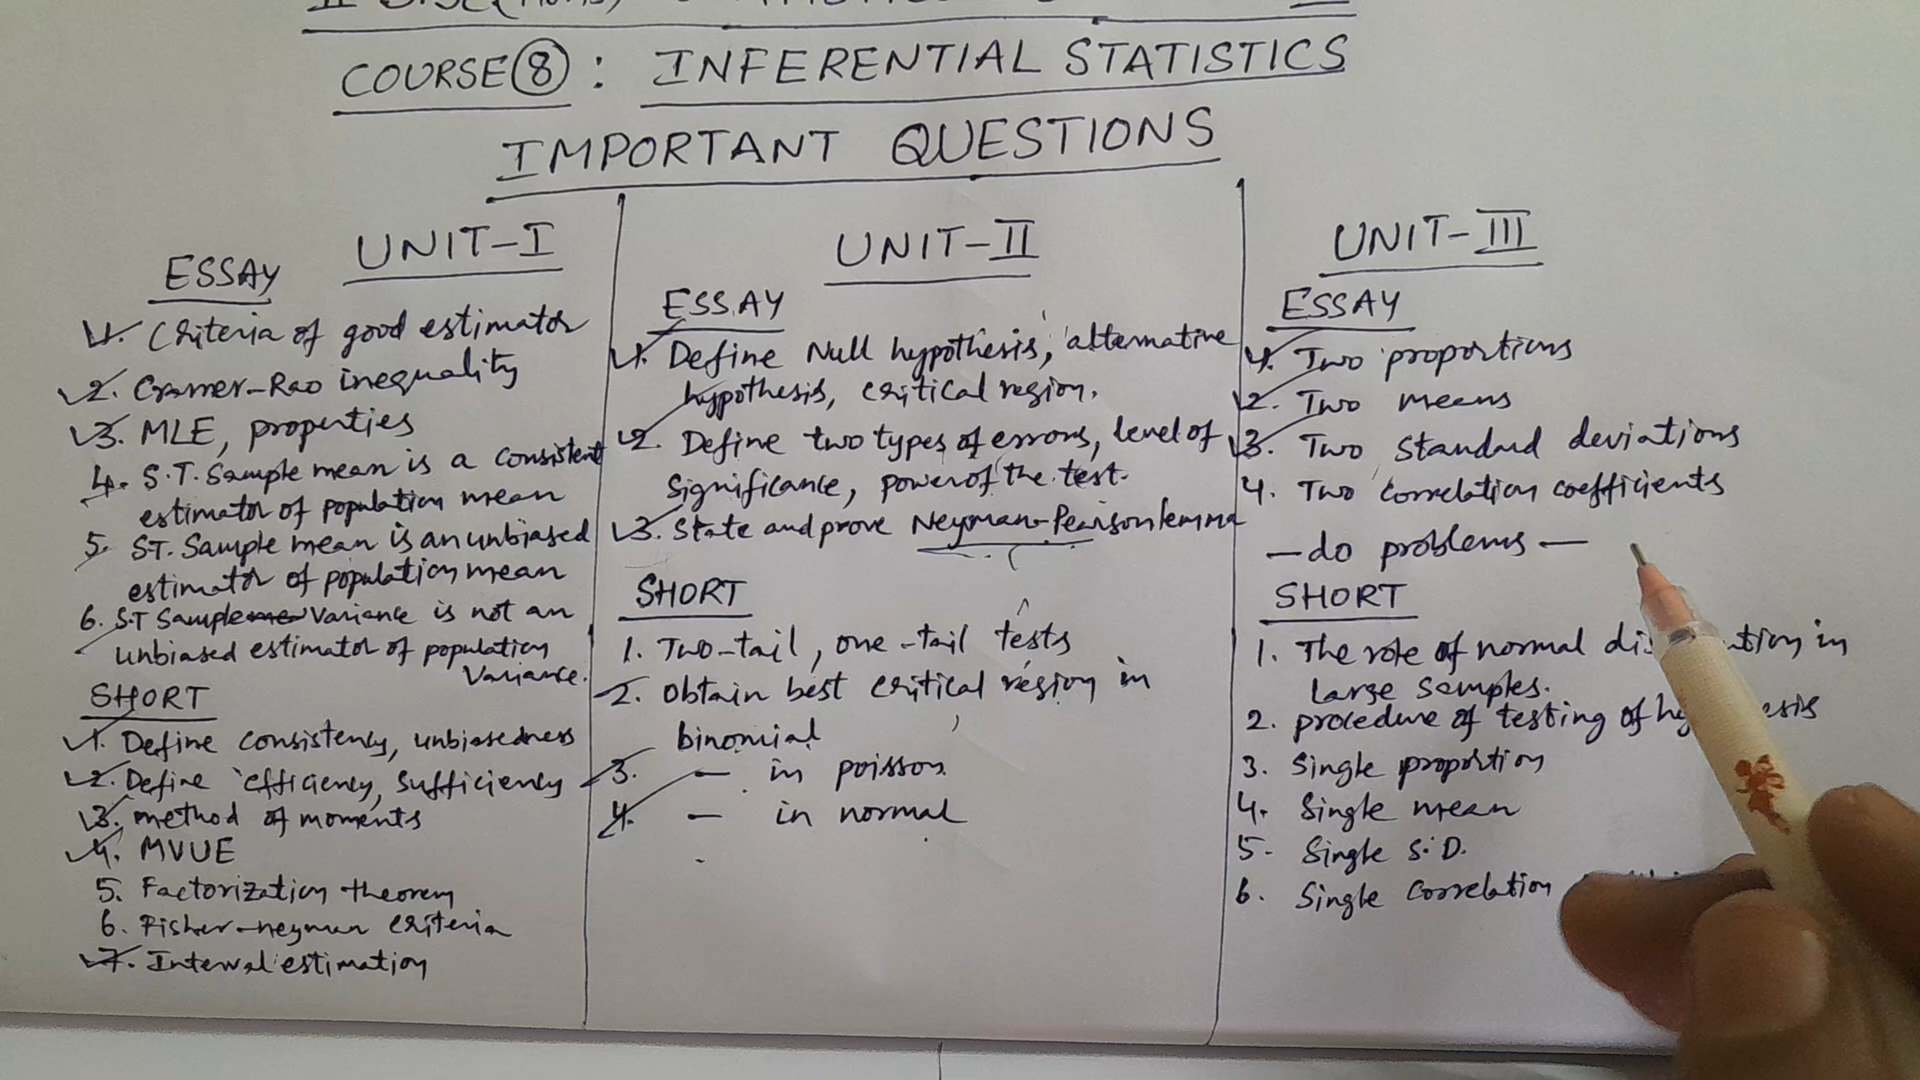 COURSE ⑧ : INFERENTIAL STATISTICS
IMPORTANT QUESTIONS
UNIT-I
ESSAY
1. Criteria of good estimator
2. Cramer-Rao inequality
3. MLE, properties
4. S.T. Sample mean is a consistent
estimator of population mean
5. S.T. Sample mean is an unbiased
estimator of population mean
6. S.T Sample Variance is not an
unbiased estimator of population
Variance.
SHORT
1. Define consistency, unbiasedness
2. Define efficiency, sufficiency
3. method of moments
4. MVUE
5. Factorization theorem
6. Fisher-neyman criteria
7. Interval estimation
UNIT-II
ESSAY
1. Define Null hypothesis, alternative
hypothesis, critical region.
2. Define two types of errors, level of
significance, power of the test.
3. State and prove Neyman-Pearson lemma
SHORT
1. Two-tail, one-tail tests
2. Obtain best critical region in
binomial
3. — in poisson
4. — in normal
UNIT-III
ESSAY
1. Two proportions
2. Two means
3. Two Standard deviations
4. Two correlation coefficients
— do problems —
SHORT
1. The role of normal in
large samples.
2. procedure of testing of
3. Single proportion
4. Single mean
5. Single S.D.
6. Single correlation